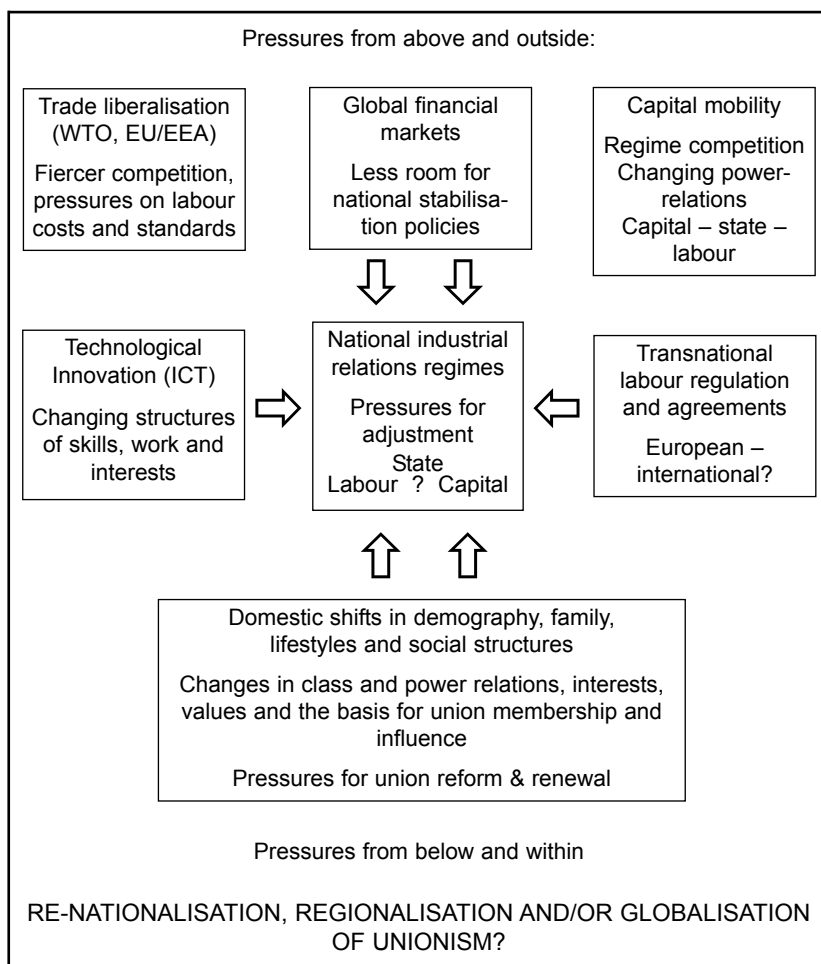 Pressures from above and outside:
Trade liberalisation
(WTO, EU/EEA)
Fiercer competition,
pressures on labour
costs and standards
Global financial
markets
Less room for
national stabilisa-
tion policies
Capital mobility
Regime competition
Changing power-
relations
Capital – state –
labour
Technological
Innovation (ICT)
Changing structures
of skills, work and
interests
National industrial
relations regimes
Pressures for
adjustment
State
Labour ? Capital
Transnational
labour regulation
and agreements
European –
international?
Domestic shifts in demography, family,
lifestyles and social structures
Changes in class and power relations, interests,
values and the basis for union membership and
influence
Pressures for union reform & renewal
Pressures from below and within
RE-NATIONALISATION, REGIONALISATION AND/OR GLOBALISATION
OF UNIONISM?